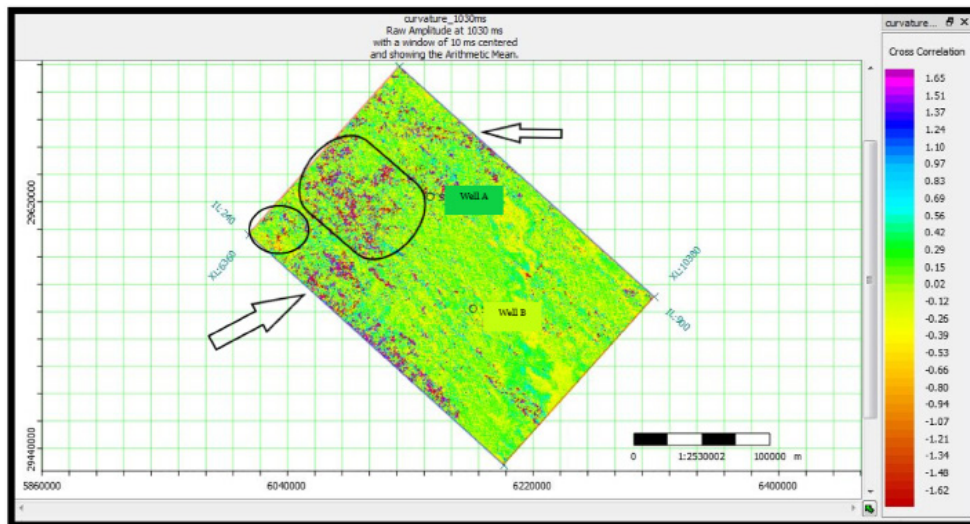 curvature_1030ms
Raw Amplitude at 1030 ms
with a window of 10 ms centered
and showing the Arithmetic Mean.
curvature...
Cross Correlation
1.65
1.51
1.37
1.24
1.10
0.97
0.83
0.69
0.56
0.43
0.29
0.15
0.02
-0.12
-0.26
-0.39
-0.53
-0.66
-0.80
-0.94
-1.07
-1.21
-1.34
-1.48
-1.62
29620000
29440000
IL:240
XL:6360
Well A
Well B
XL:10300
IL:900
0 1:2530002 100000 m
5860000 6040000 6220000 6400000